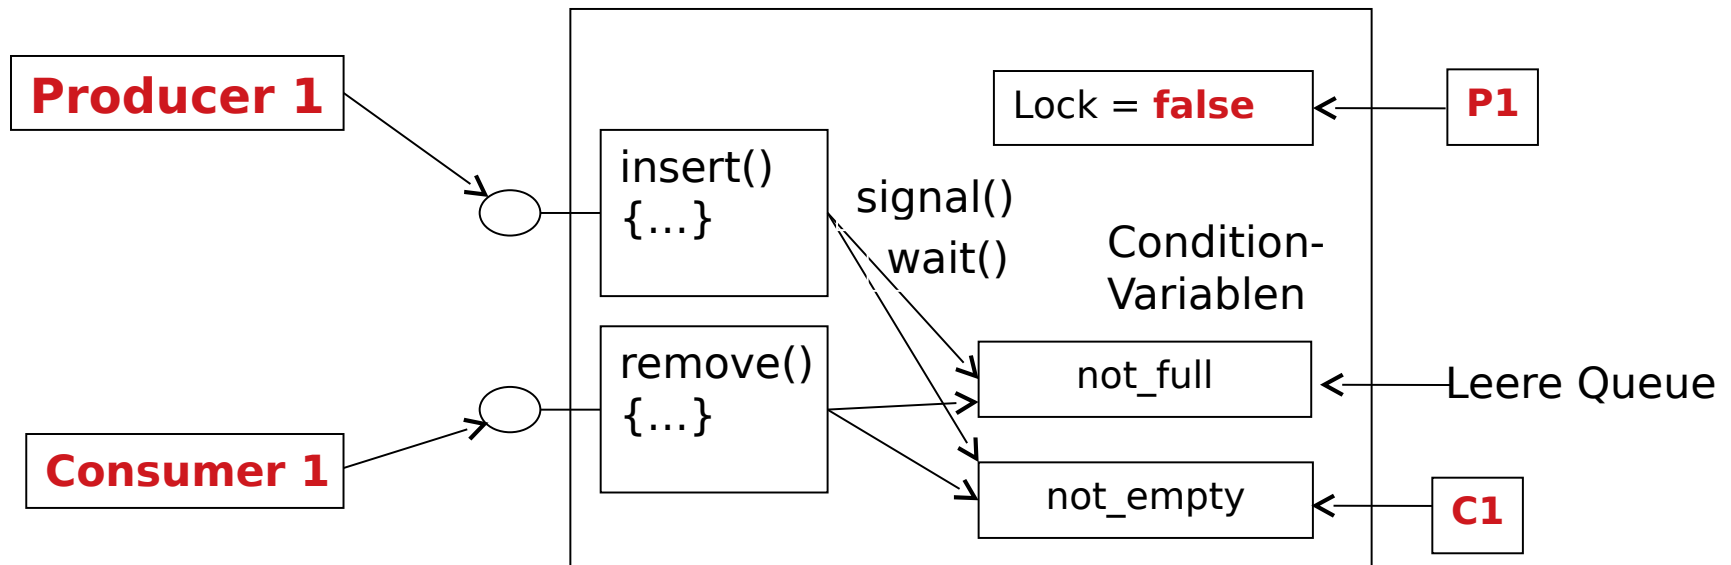 Producer 1
Lock = false
P1
insert()
{...}
signal()
wait()
Condition-
Variablen
remove()
{...}
not_full
Leere Queue
Consumer 1
not_empty
C1